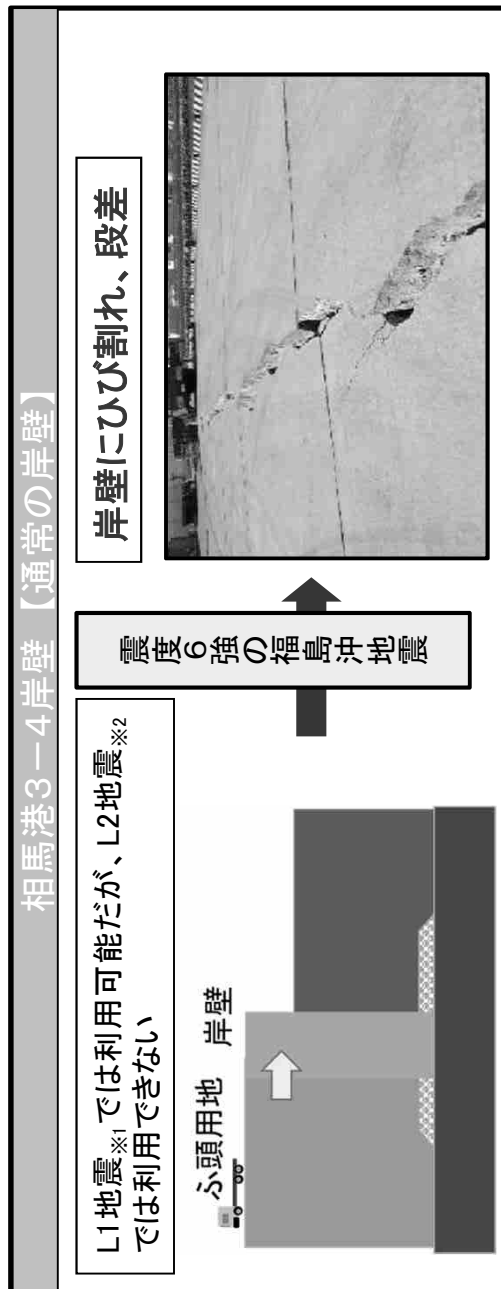 相馬港3－4岸壁【通常の岸壁】
L1地震※1では利用可能だが、L2地震※2
では利用できない
ふ頭用地
岸壁
震度6強の福島沖地震
岸壁にひび割れ、段差